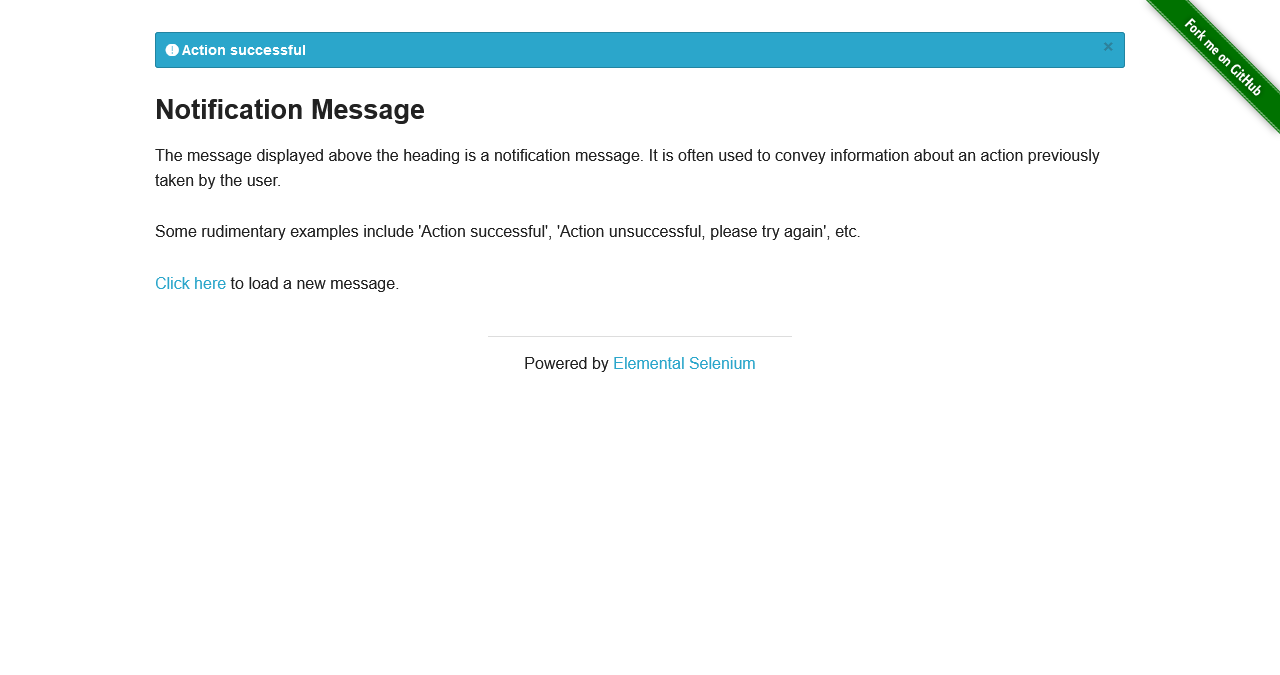 Action successful ×
Fork me on GitHub
Notification Message
The message displayed above the heading is a notification message. It is often used to convey information about an action previously
taken by the user.
Some rudimentary examples include 'Action successful', 'Action unsuccessful, please try again', etc.
Click here to load a new message.
Powered by Elemental Selenium